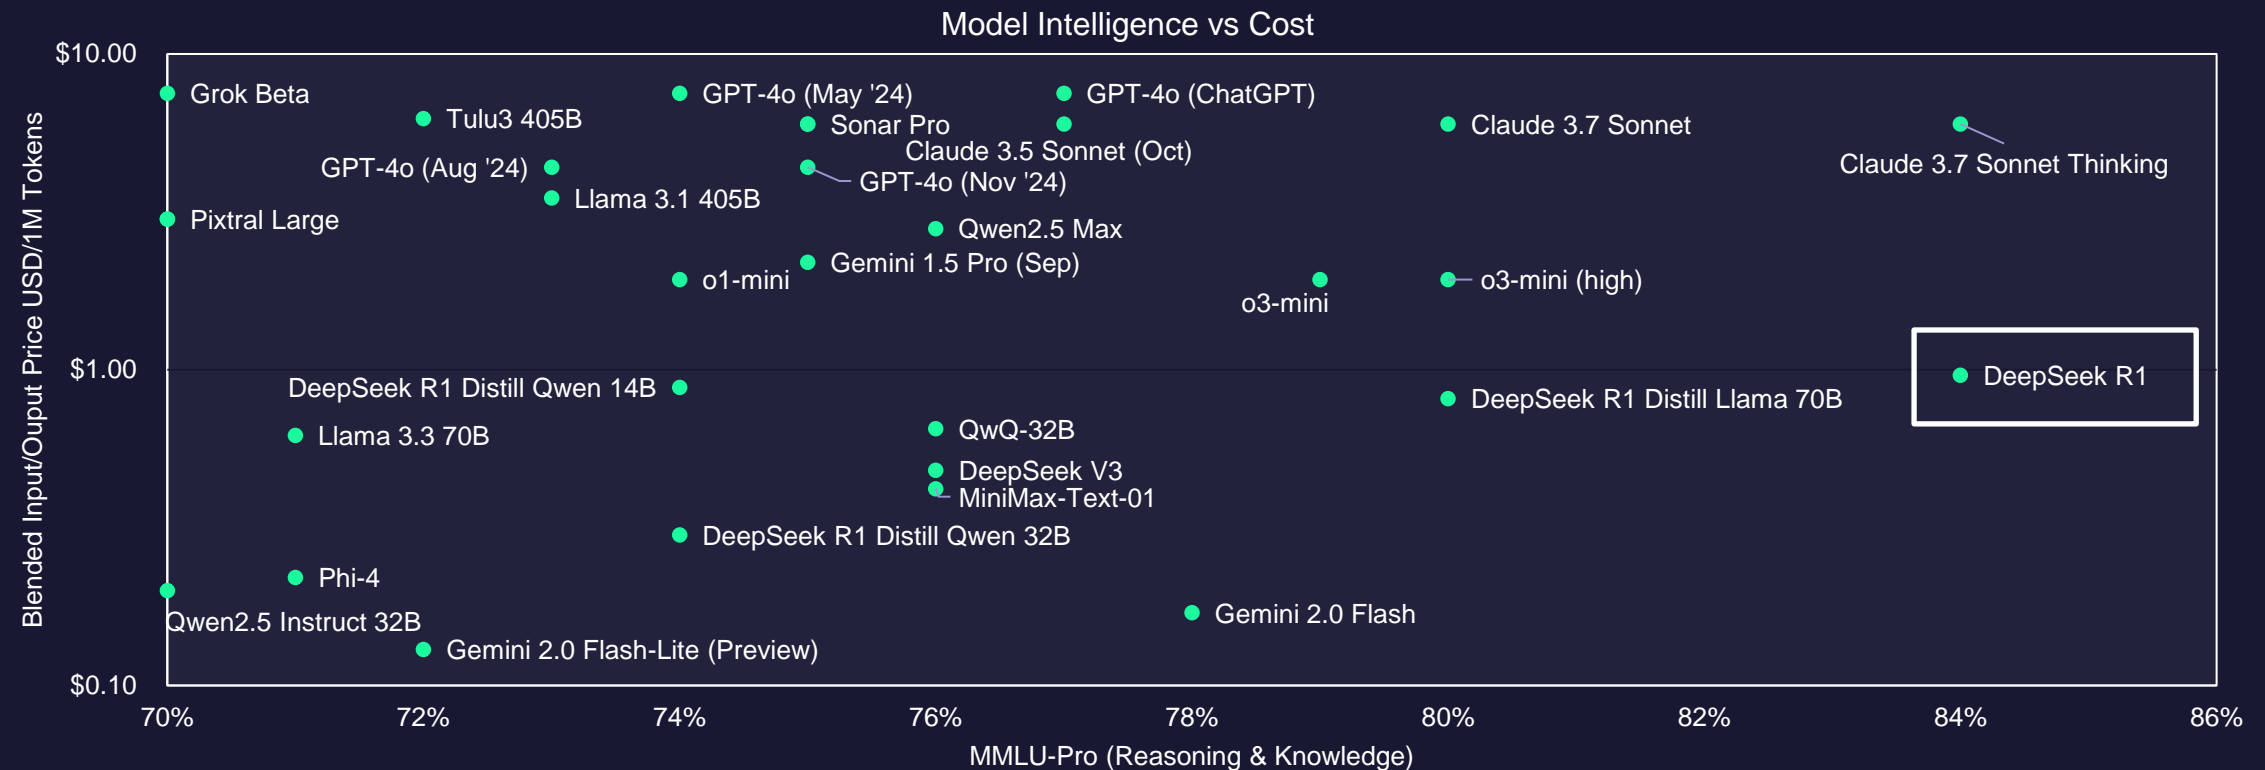 Model Intelligence vs Cost
$10.00
Grok Beta
GPT-4o (May '24)
GPT-4o (ChatGPT)
Tulu3 405B
Sonar Pro
Claude 3.7 Sonnet
Claude 3.5 Sonnet (Oct)
Claude 3.7 Sonnet Thinking
GPT-4o (Aug '24)
GPT-4o (Nov '24)
Llama 3.1 405B
Pixtral Large
Qwen2.5 Max
Gemini 1.5 Pro (Sep)
o1-mini
o3-mini (high)
o3-mini
$1.00
DeepSeek R1
DeepSeek R1 Distill Qwen 14B
DeepSeek R1 Distill Llama 70B
Llama 3.3 70B
QwQ-32B
DeepSeek V3
MiniMax-Text-01
DeepSeek R1 Distill Qwen 32B
Phi-4
Qwen2.5 Instruct 32B
Gemini 2.0 Flash
Gemini 2.0 Flash-Lite (Preview)
$0.10
Blended Input/Ouput Price USD/1M Tokens
70% 72% 74% 76% 78% 80% 82% 84% 86%
MMLU-Pro (Reasoning & Knowledge)